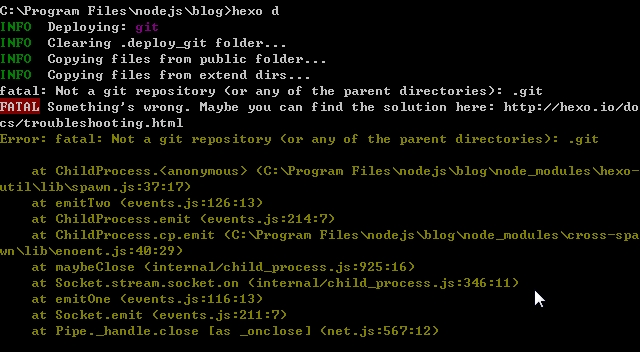 C:\Program Files\nodejs\blog>hexo d
INFO  Deploying: git
INFO  Clearing .deploy_git folder...
INFO  Copying files from public folder...
INFO  Copying files from extend dirs...
fatal: Not a git repository (or any of the parent directories): .git
FATAL Something's wrong. Maybe you can find the solution here: http://hexo.io/do
cs/troubleshooting.html
Error: fatal: Not a git repository (or any of the parent directories): .git
at ChildProcess.<anonymous> (C:\Program Files\nodejs\blog\node_modules\hexo-
util\lib\spawn.js:37:17)
at emitTwo (events.js:126:13)
at ChildProcess.emit (events.js:214:7)
at ChildProcess.cp.emit (C:\Program Files\nodejs\blog\node_modules\cross-spa
wn\lib\enoent.js:40:29)
at maybeClose (internal/child_process.js:925:16)
at Socket.stream.socket.on (internal/child_process.js:346:11)
at emitOne (events.js:116:13)
at Socket.emit (events.js:211:7)
at Pipe._handle.close [as _onclose] (net.js:567:12)